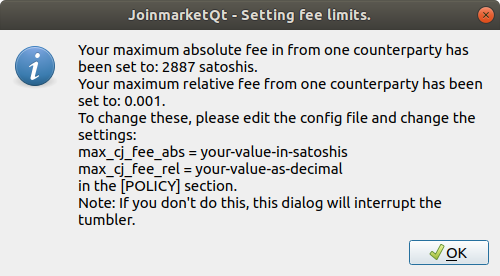 JoinmarketQt - Setting fee limits.
Your maximum absolute fee in from one counterparty has
been set to: 2887 satoshis.
Your maximum relative fee from one counterparty has been
set to: 0.001.
To change these, please edit the config file and change the
settings:
max_cj_fee_abs = your-value-in-satoshis
max_cj_fee_rel = your-value-as-decimal
in the [POLICY] section.
Note: If you don't do this, this dialog will interrupt the
tumbler.
OK